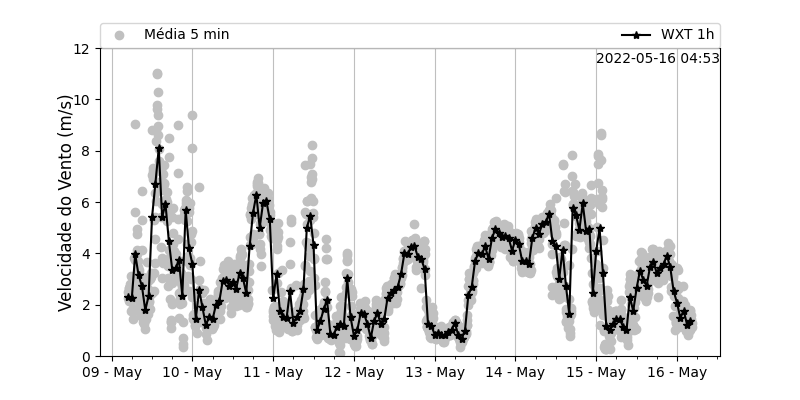 Média 5 min
WXT 1h
2022-05-16 04:53
Velocidade do Vento (m/s)
12
10
8
6
4
2
0
09 - May 10 - May 11 - May 12 - May 13 - May 14 - May 15 - May 16 - May